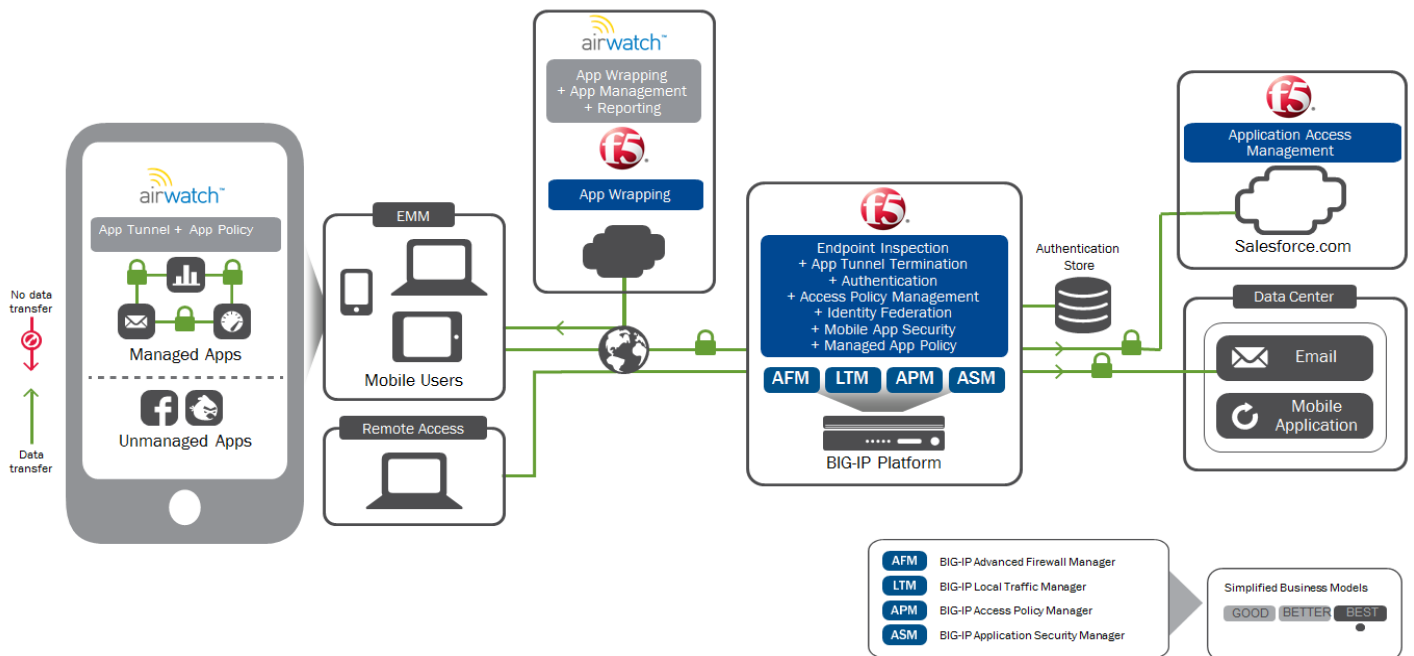 No data
transfer
Data
transfer
airwatch™
App Tunnel + App Policy
Managed Apps
Unmanaged Apps
EMM
Mobile Users
Remote Access
airwatch™
App Wrapping
+ App Management
+ Reporting
f5®
App Wrapping
f5®
Endpoint Inspection
+ App Tunnel Termination
+ Authentication
+ Access Policy Management
+ Identity Federation
+ Mobile App Security
+ Managed App Policy
AFM LTM APM ASM
BIG-IP Platform
Authentication
Store
f5®
Application Access
Management
Salesforce.com
Data Center
Email
Mobile
Application
AFM BIG-IP Advanced Firewall Manager
LTM BIG-IP Local Traffic Manager
APM BIG-IP Access Policy Manager
ASM BIG-IP Application Security Manager
Simplified Business Models
GOOD BETTER BEST